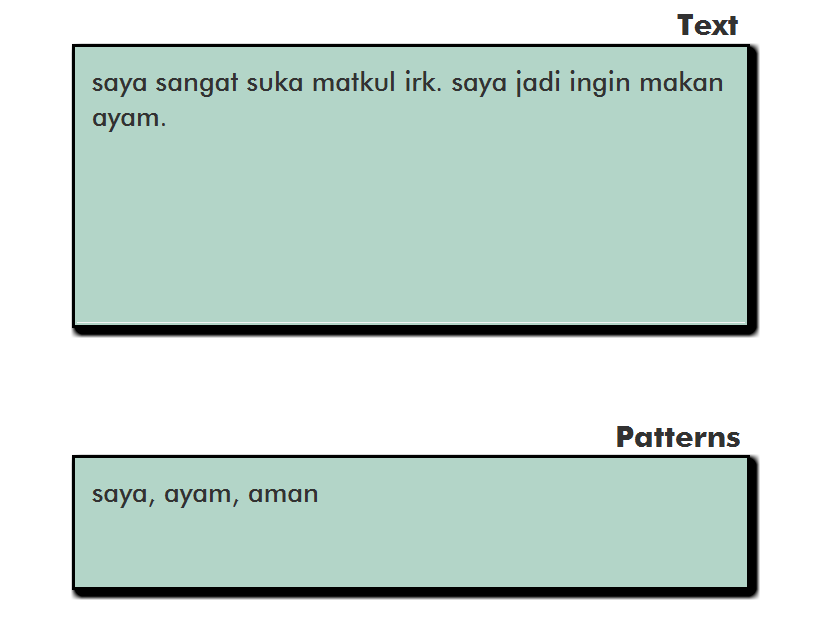 Text
saya sangat suka matkul irk. saya jadi ingin makan
ayam.
Patterns
saya, ayam, aman